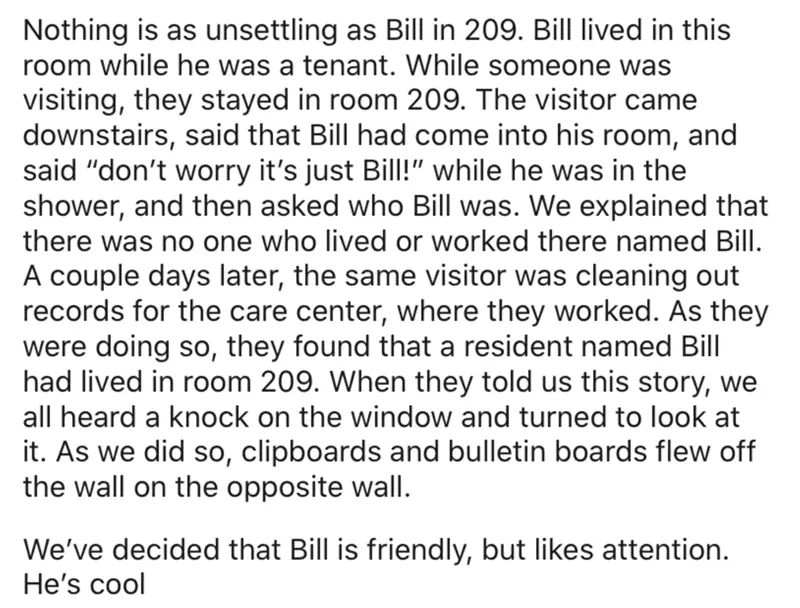 Nothing is as unsettling as Bill in 209. Bill lived in this
room while he was a tenant. While someone was
visiting, they stayed in room 209. The visitor came
downstairs, said that Bill had come into his room, and
said “don’t worry it’s just Bill!” while he was in the
shower, and then asked who Bill was. We explained that
there was no one who lived or worked there named Bill.
A couple days later, the same visitor was cleaning out
records for the care center, where they worked. As they
were doing so, they found that a resident named Bill
had lived in room 209. When they told us this story, we
all heard a knock on the window and turned to look at
it. As we did so, clipboards and bulletin boards flew off
the wall on the opposite wall.
We’ve decided that Bill is friendly, but likes attention.
He’s cool